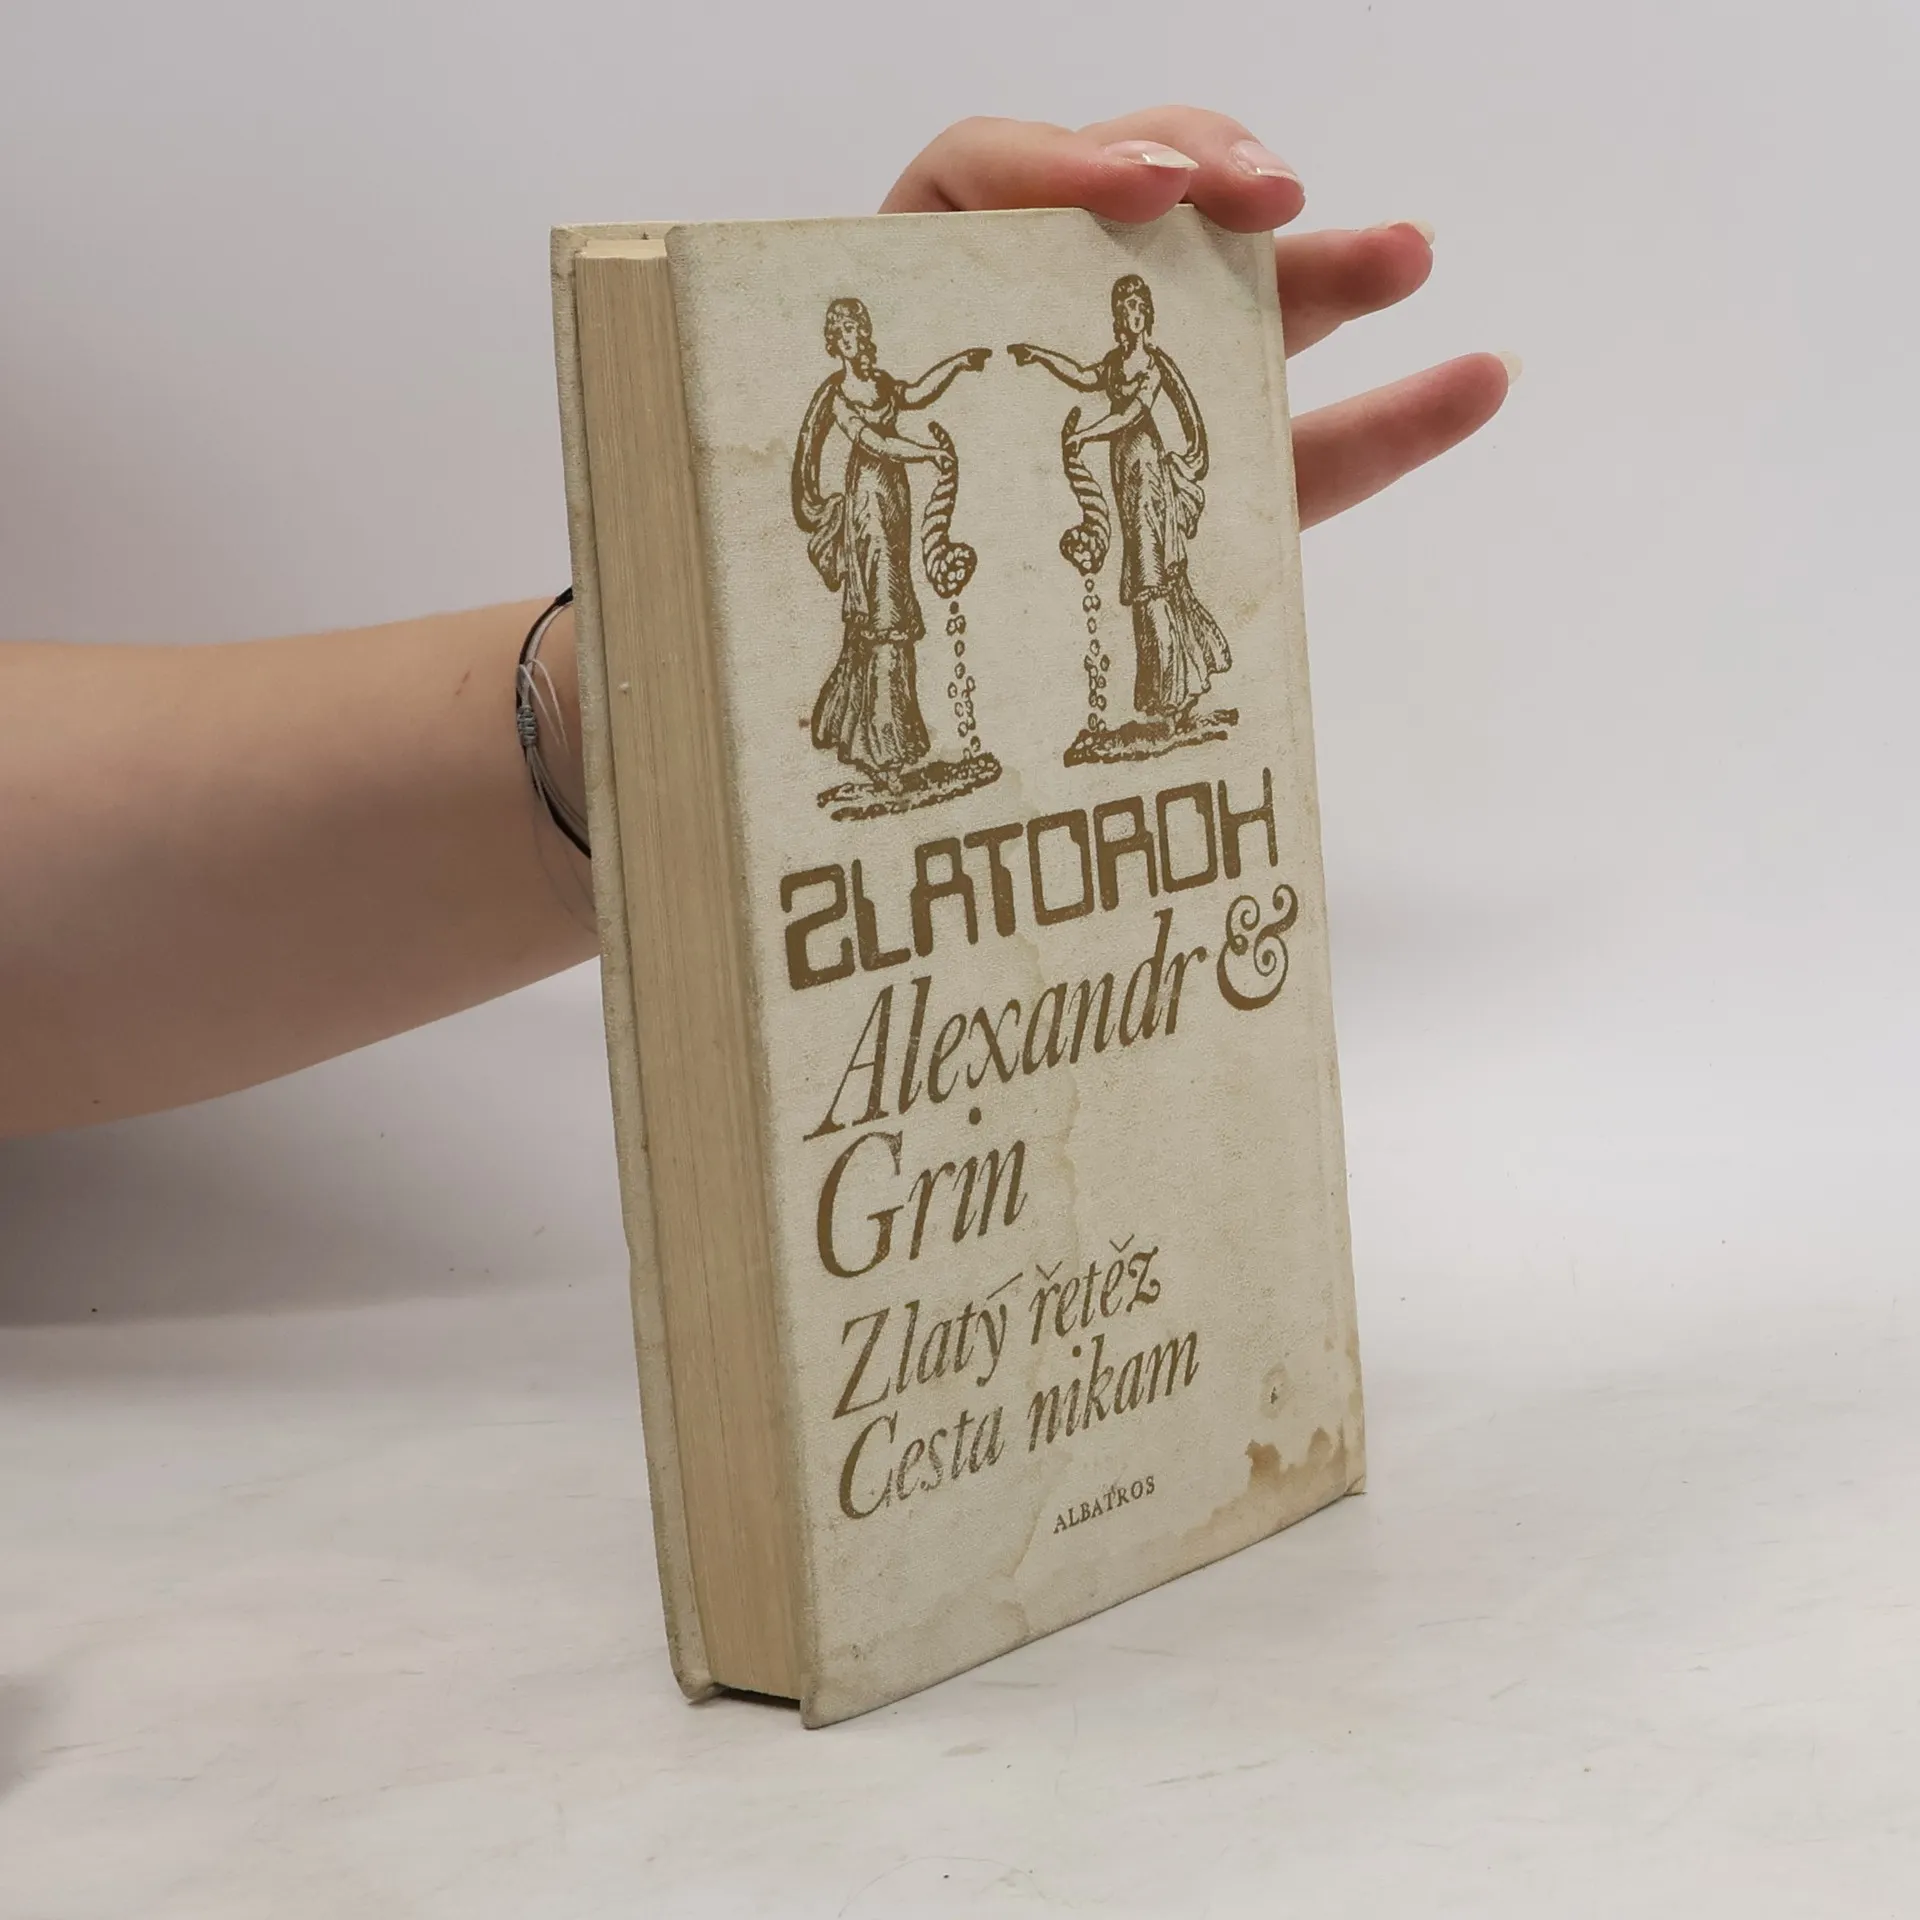 ZLATOROH
Alexandr &
Grin
Zlatý řetěz
Cesta nikam
ALBATROS